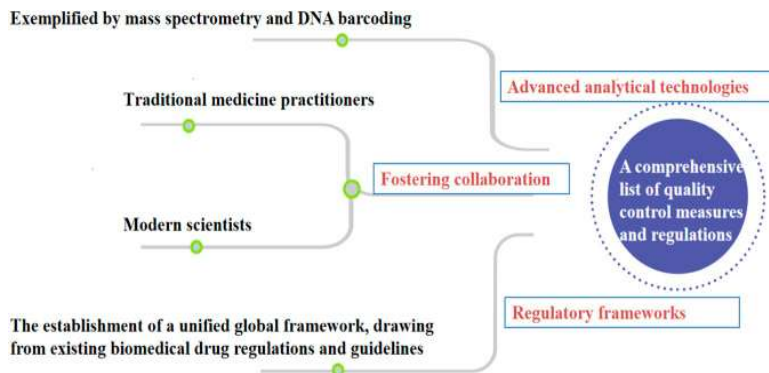 Exemplified by mass spectrometry and DNA barcoding
Advanced analytical technologies
Traditional medicine practitioners
Fostering collaboration
A comprehensive
list of quality
control measures
and regulations
Modern scientists
Regulatory frameworks
The establishment of a unified global framework, drawing
from existing biomedical drug regulations and guidelines